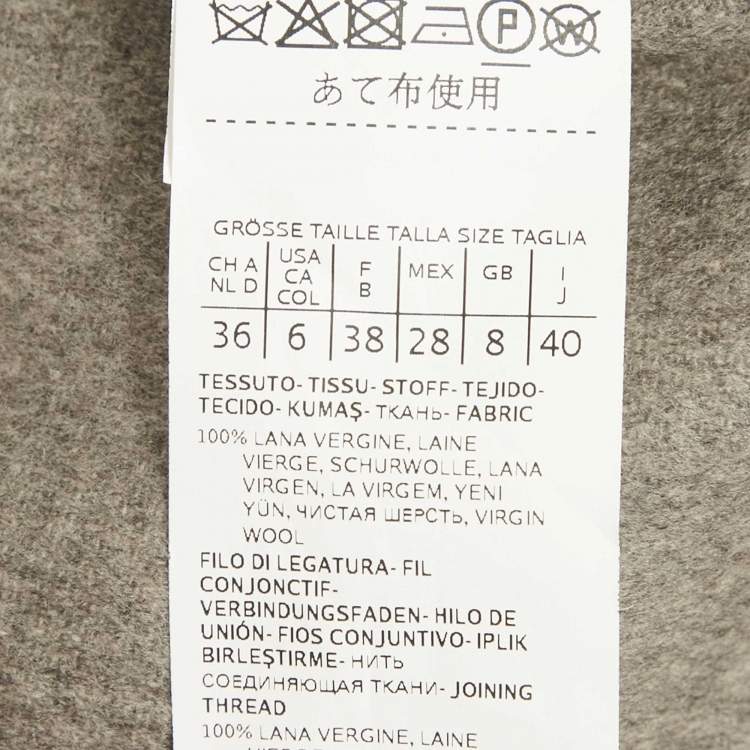 P
W
あて布使用
GRÖSSE TAILLE TALLA SIZE TAGLIA
CH A NL D USA CA COL F B MEX GB I J
36 6 38 28 8 40
TESSUTO- TISSU- STOFF- TEJIDO-
TECIDO- KUMAŞ- ТКАНЬ- FABRIC
100% LANA VERGINE, LAINE
VIERGE, SCHURWOLLE, LANA
VIRGEN, LA VIRGEM, YENI
YÜN, ЧИСТАЯ ШЕРСТЬ, VIRGIN
WOOL
FILO DI LEGATURA- FIL
CONJONCTIF-
VERBINDUNGSFADEN- HILO DE
UNIÓN- FIOS CONJUNTIVO- IPLIK
BIRLEŞTIRME- НИТЬ
СОЕДИНЯЮЩАЯ ТКАНИ- JOINING
THREAD
100% LANA VERGINE, LAINE